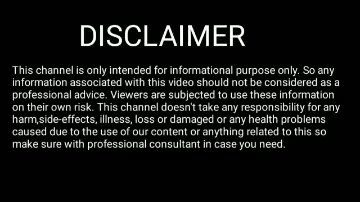 DISCLAIMER
This channel is only intended for informational purpose only. So any
information associated with this video should not be considered as a
professional advice. Viewers are subjected to use these information
on their own risk. This channel doesn't take any responsibility for any
harm,side-effects, illness, loss or damaged or any health problems
caused due to the use of our content or anything related to this so
make sure with professional consultant in case you need.